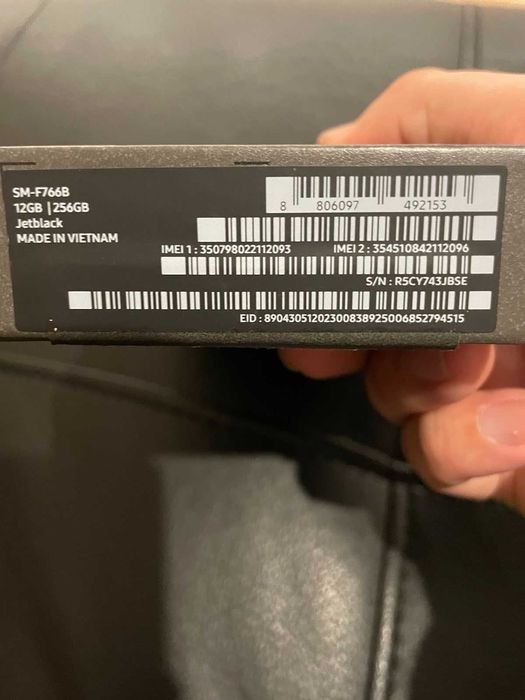 SM-F766B
12GB | 256GB
Jetblack
MADE IN VIETNAM
8 806097 492153
IMEI 1 : 350798022112093 IMEI 2 : 354510842112096
S/N : R5CY743JBSE
EID : 89043051202300838925006852794515